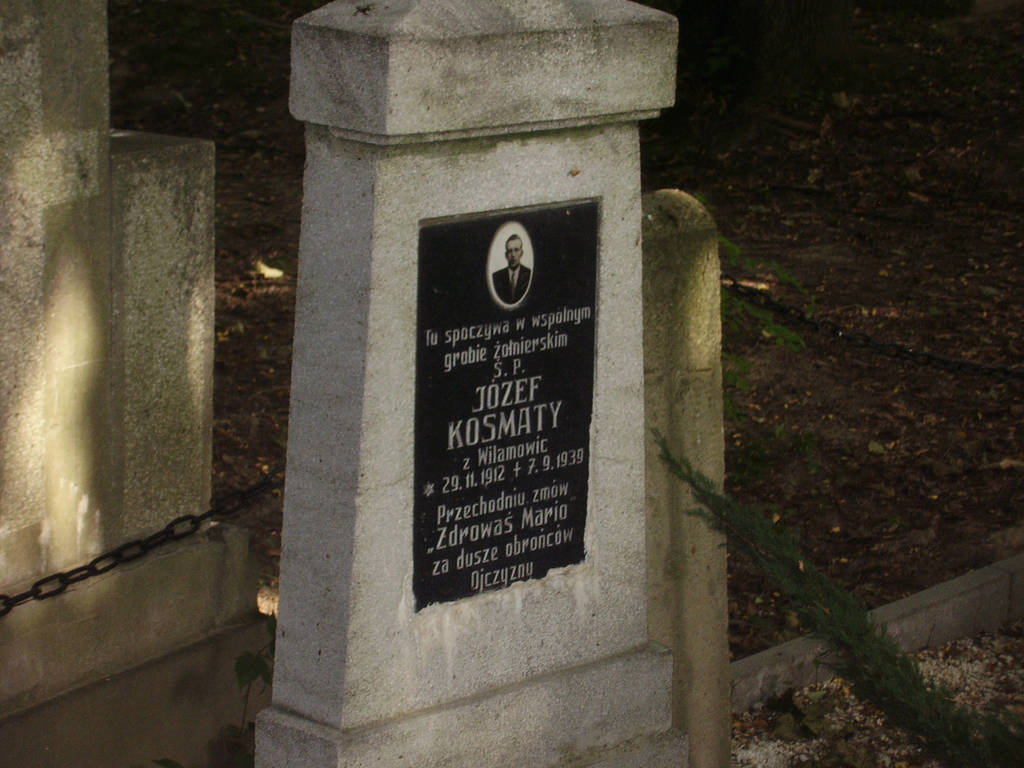 Tu spoczywa w wspólnym
grobie żołnierskim
Ś. P.
JÓZEF
KOSMATY
z Wilamowic
* 29.11.1912 + 7.9.1939
Przechodniu zmów
„Zdrowaś Mario"
za dusze obrońców
Ojczyzny